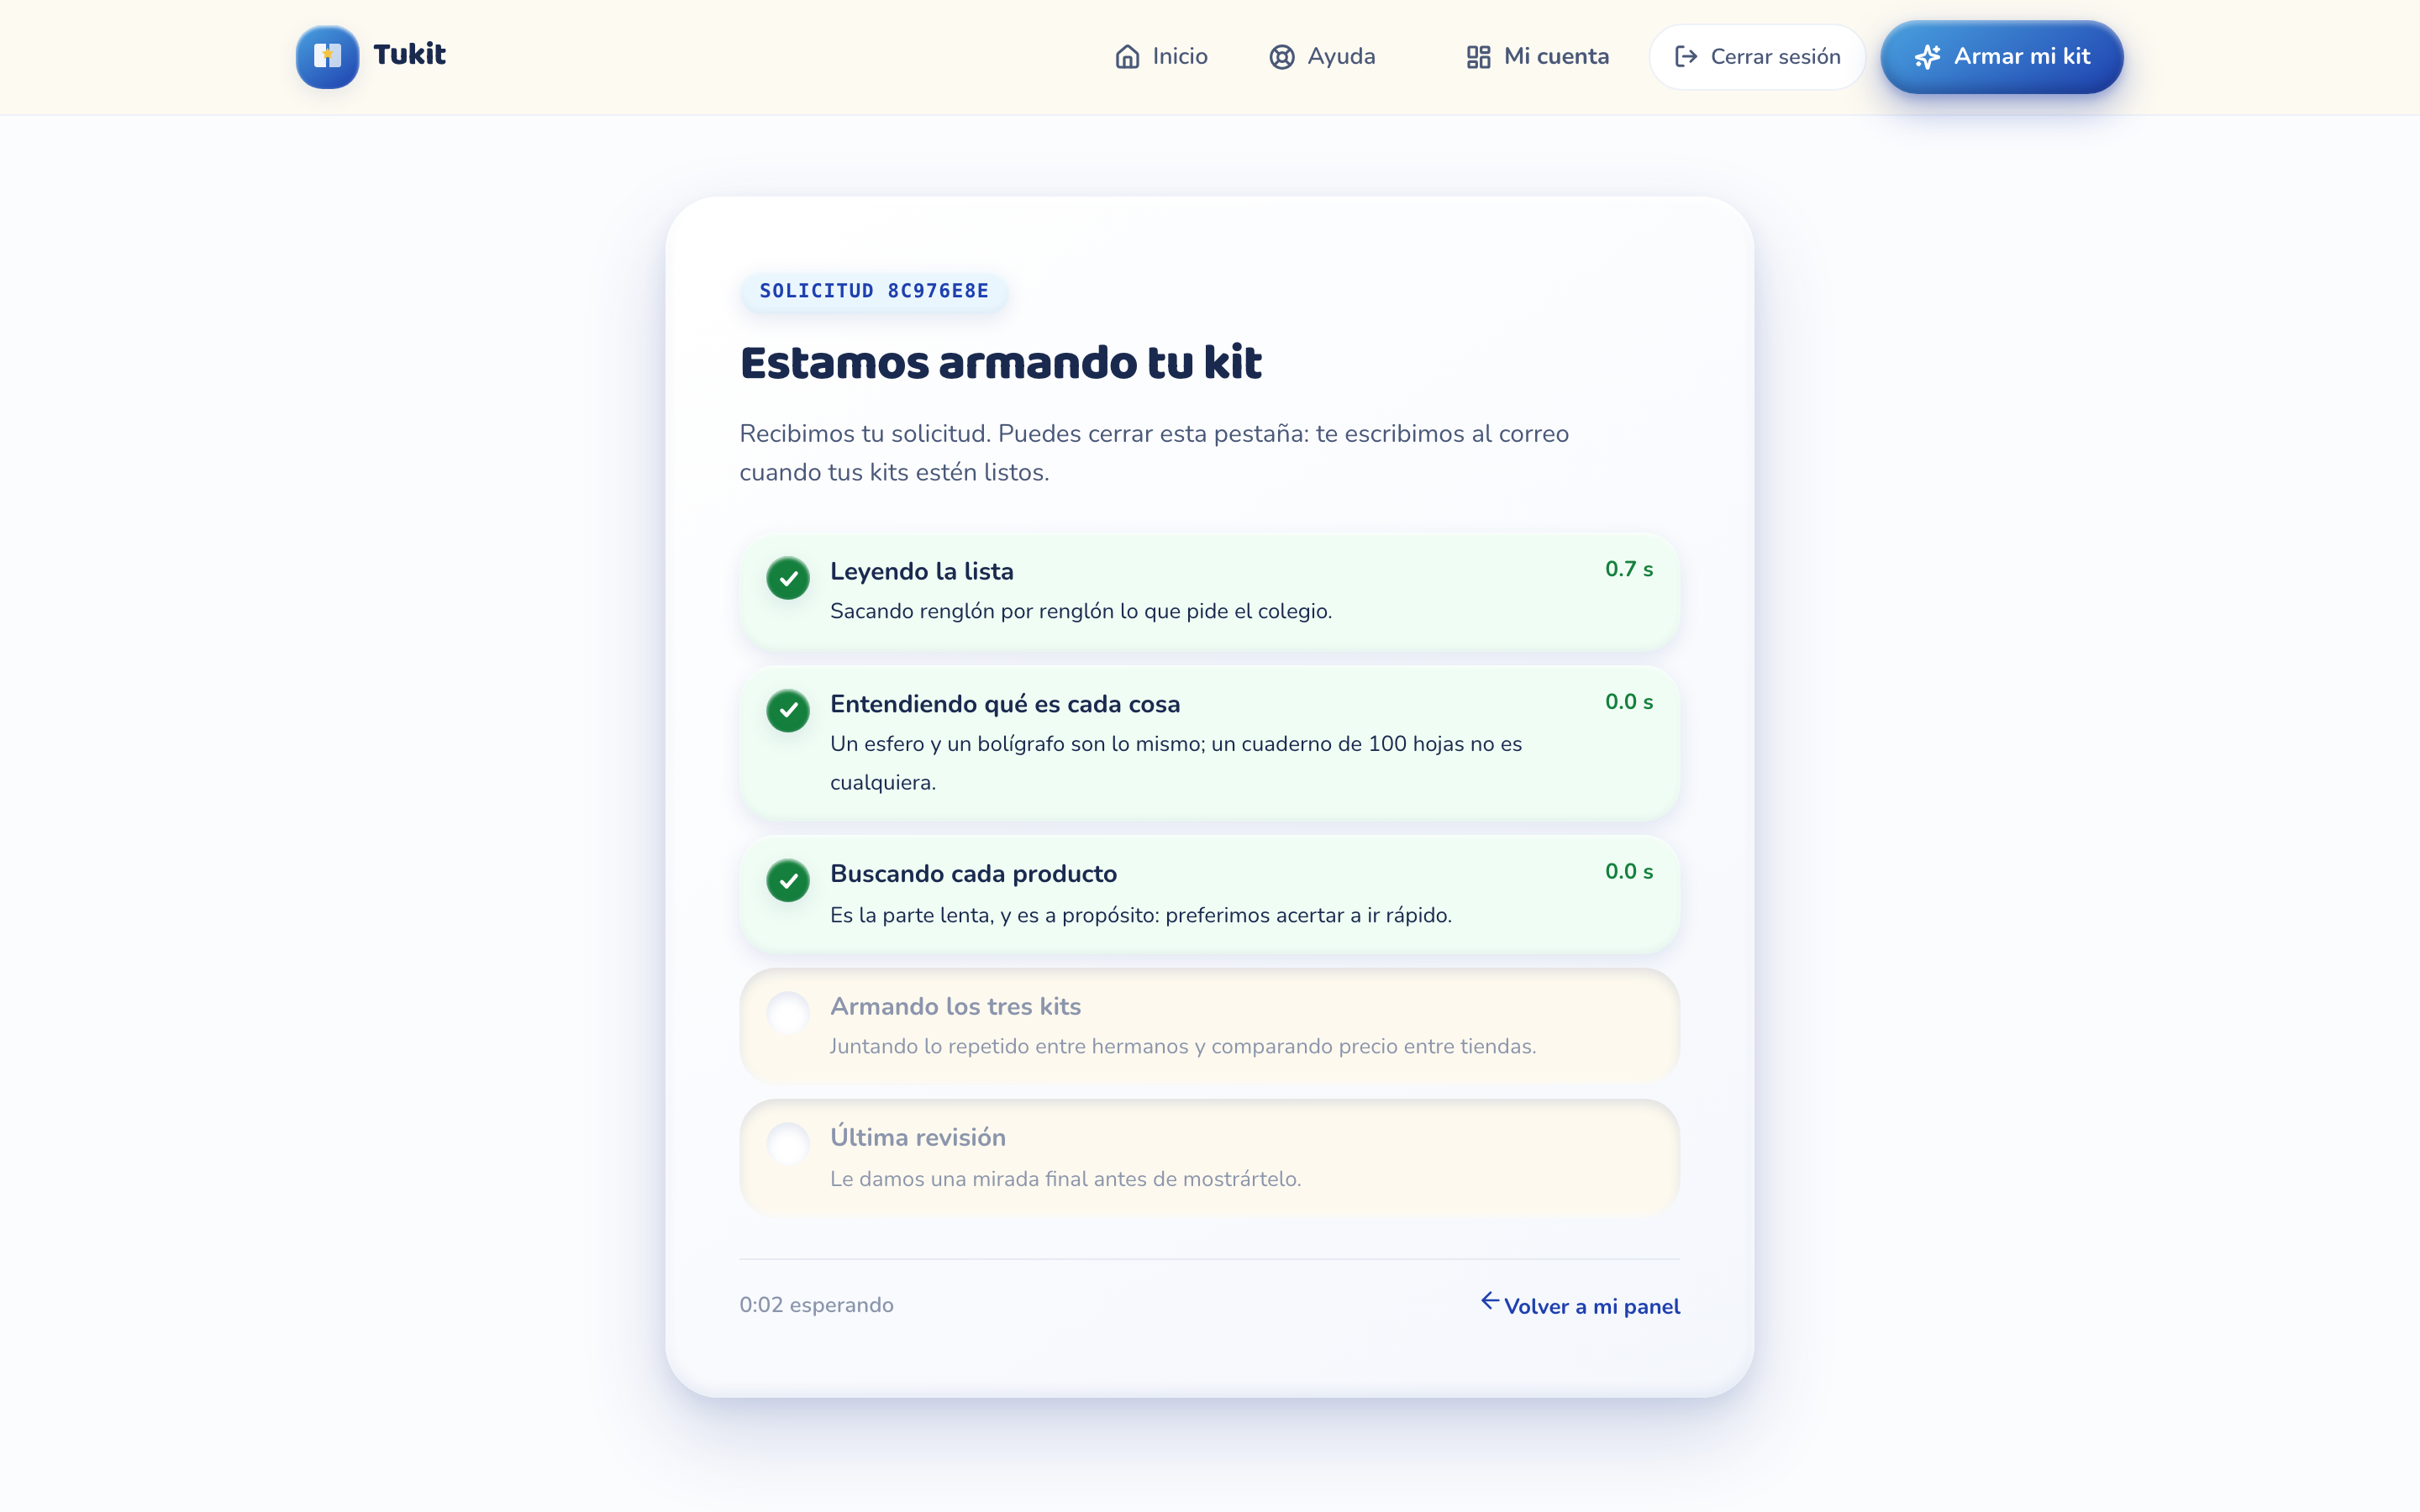 Tukit
Inicio
Ayuda
Mi cuenta
Cerrar sesión
Armar mi kit
SOLICITUD 8C976E8E
Estamos armando tu kit
Recibimos tu solicitud. Puedes cerrar esta pestaña: te escribimos al correo
cuando tus kits estén listos.
Leyendo la lista
0.7 s
Sacando renglón por renglón lo que pide el colegio.
Entendiendo qué es cada cosa
0.0 s
Un esfero y un bolígrafo son lo mismo; un cuaderno de 100 hojas no es
cualquiera.
Buscando cada producto
0.0 s
Es la parte lenta, y es a propósito: preferimos acertar a ir rápido.
Armando los tres kits
Juntando lo repetido entre hermanos y comparando precio entre tiendas.
Última revisión
Le damos una mirada final antes de mostrártelo.
0:02 esperando
Volver a mi panel